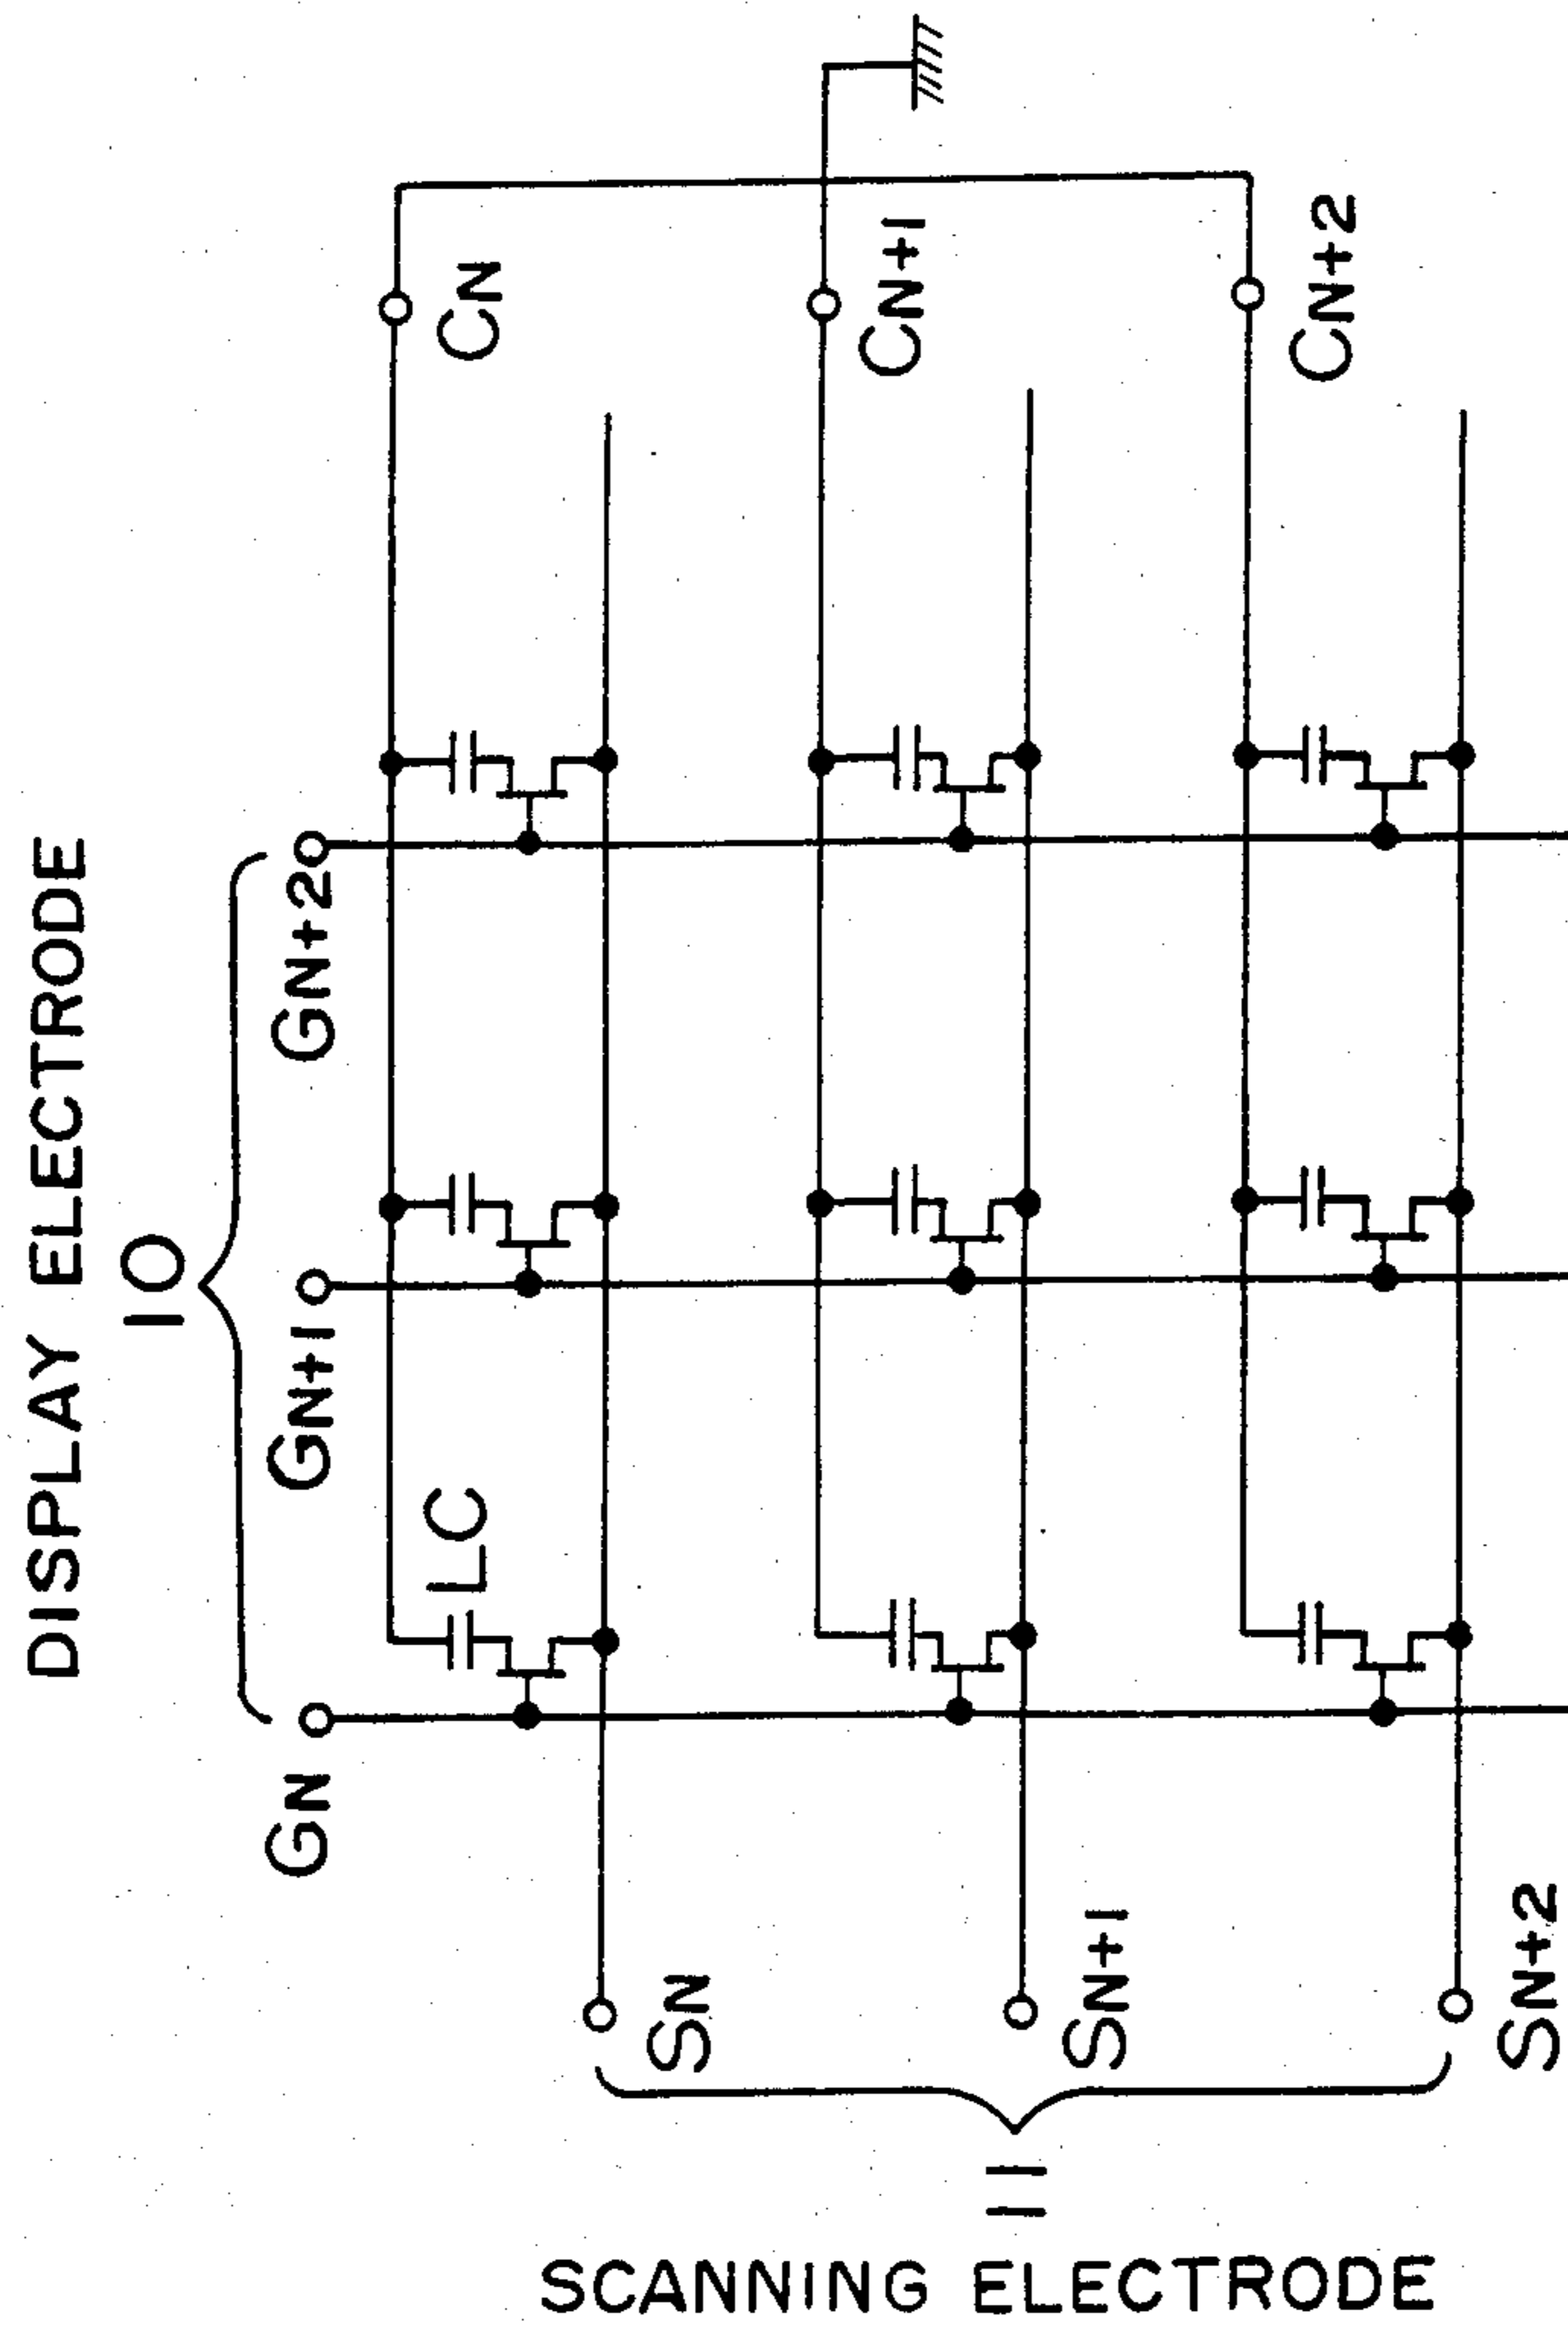 DISPLAY ELECTRODE
10
GN
GN+1
GN+2
LC
CN
CN+1
CN+2
SN
SN+1
SN+2
11
SCANNING ELECTRODE